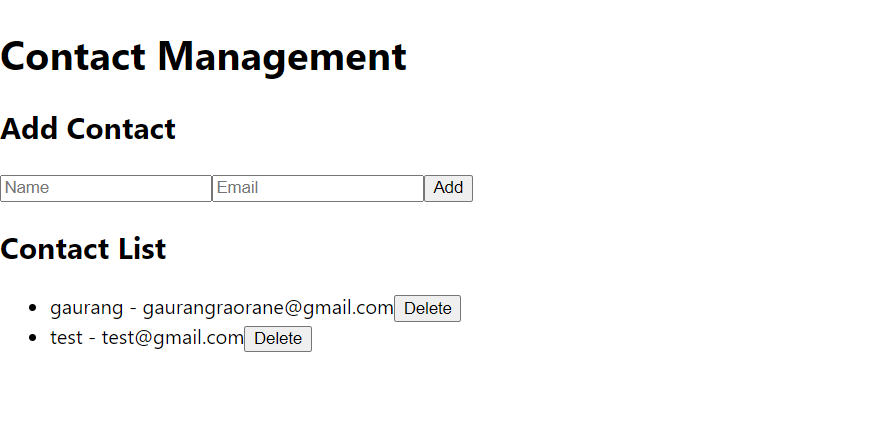 Contact Management
Add Contact
Name Email Add
Contact List
gaurang - gaurangraorane@gmail.com Delete
test - test@gmail.com Delete